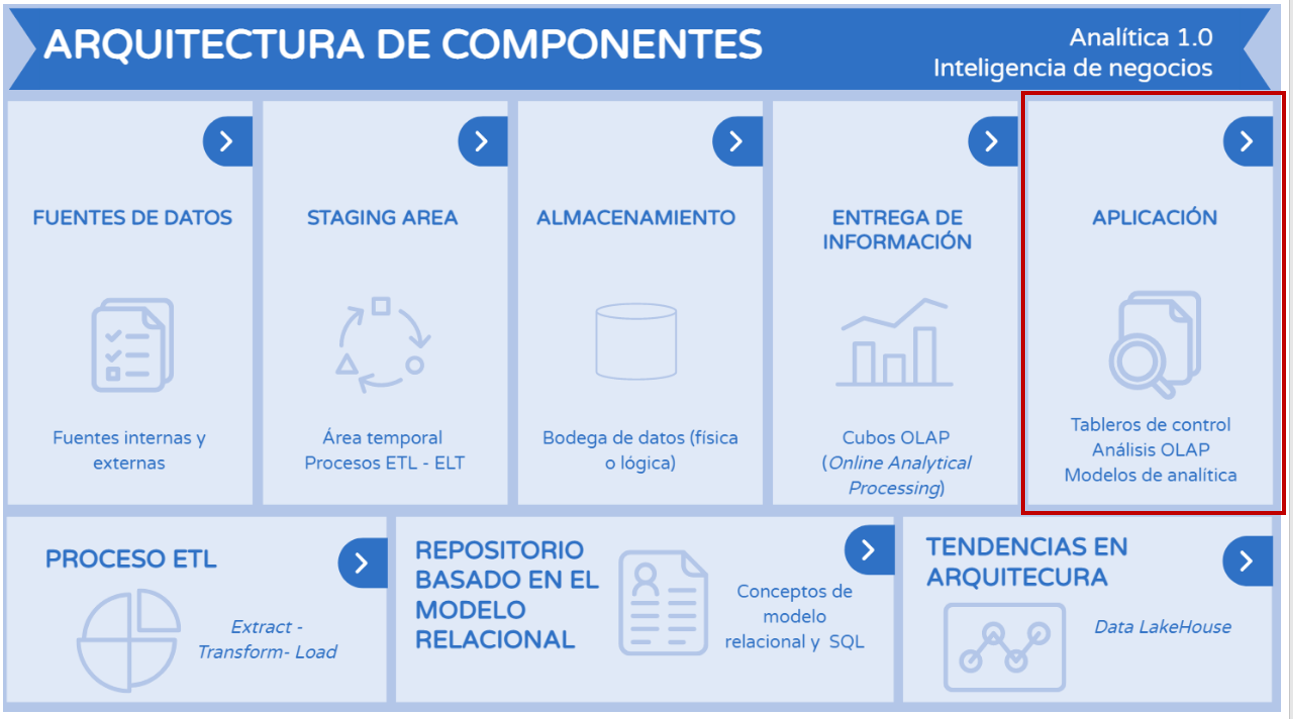 ARQUITECTURA DE COMPONENTES
Analítica 1.0
Inteligencia de negocios
FUENTES DE DATOS
Fuentes internas y
externas
STAGING AREA
Área temporal
Procesos ETL - ELT
ALMACENAMIENTO
Bodega de datos (física
o lógica)
ENTREGA DE
INFORMACIÓN
Cubos OLAP
(Online Analytical
Processing)
APLICACIÓN
Tableros de control
Análisis OLAP
Modelos de analítica
PROCESO ETL
Extract -
Transform- Load
REPOSITORIO
BASADO EN EL
MODELO
RELACIONAL
Conceptos de
modelo
relacional y SQL
TENDENCIAS EN
ARQUITECURA
Data LakeHouse